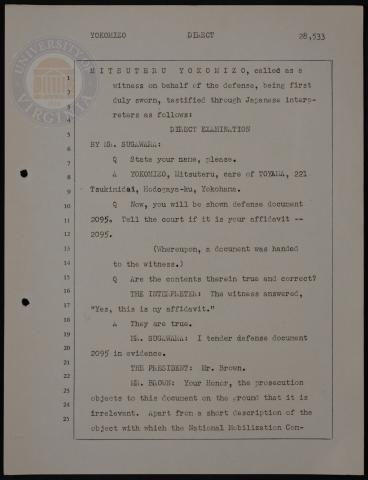 YOKOMIZO DIRECT 28,533
M I T S U T E R U   Y O K O M I Z O, called as a
witness on behalf of the defense, being first
duly sworn, testified through Japanese interp-
reters as follows:
DIRECT EXAMINATION
BY MR. SUGAWARA:
Q State your name, please.
A YOKOMIZO, Mitsuteru, care of TOYAMA, 221
Tsukimidai, Hodogaya-ku, Yokohama.
Q Now, you will be shown defense document
2095. Tell the court if it is your affidavit --
2095.
(Whereupon, a document was handed
to the witness.)
Q Are the contents therein true and correct?
THE INTERPRETER: The witness answered,
"Yes, this is my affidavit."
A They are true.
MR. SUGAWARA: I tender defense document
2095 in evidence.
THE PRESIDENT: Mr. Brown.
MR. BROWN: Your Honor, the prosecution
objects to this document on the ground that it is
irrelevant. Apart from a short description of the
object with which the National Mobilization Con-
1
2
3
4
5
6
7
8
9
10
11
12
13
14
15
16
17
18
19
20
21
22
23
24
25
UNIVERSITY OF VIRGINIA